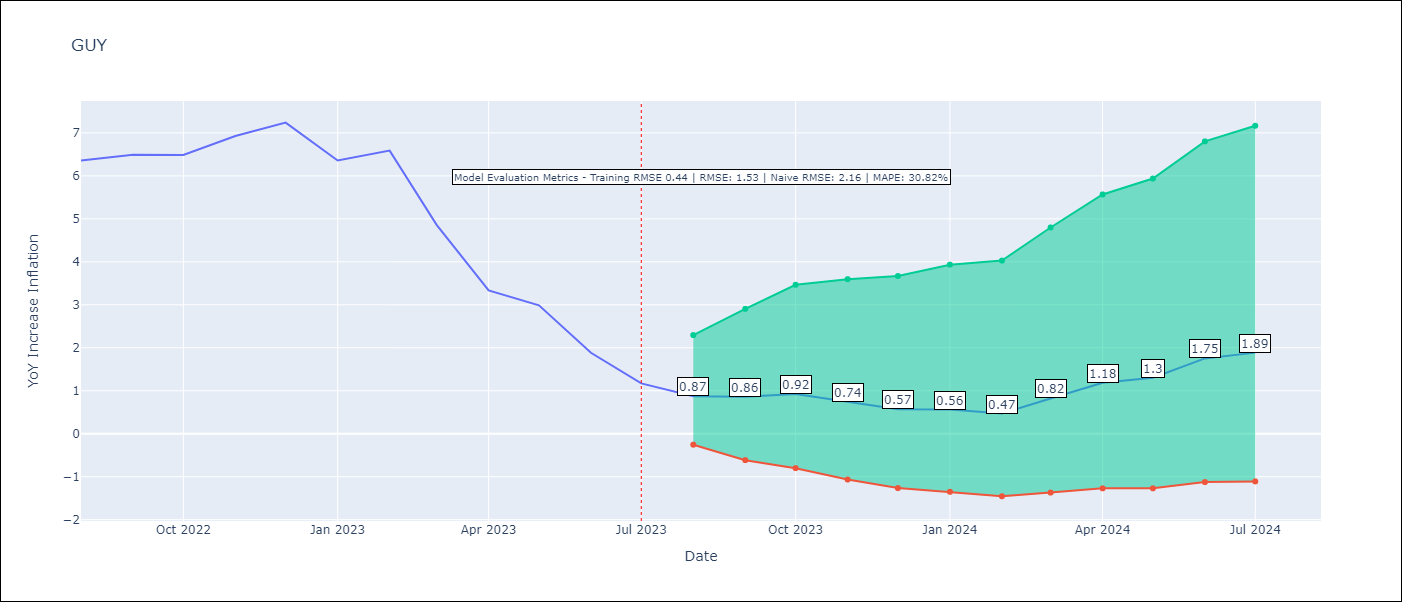 GUY
Model Evaluation Metrics - Training RMSE 0.44 | RMSE: 1.53 | Naive RMSE: 2.16 | MAPE: 30.82%
YoY Increase Inflation
7
6
5
4
3
2
1
0
−1
−2
0.87
0.86
0.92
0.74
0.57
0.56
0.47
0.82
1.18
1.3
1.75
1.89
Oct 2022
Jan 2023
Apr 2023
Jul 2023
Oct 2023
Jan 2024
Apr 2024
Jul 2024
Date